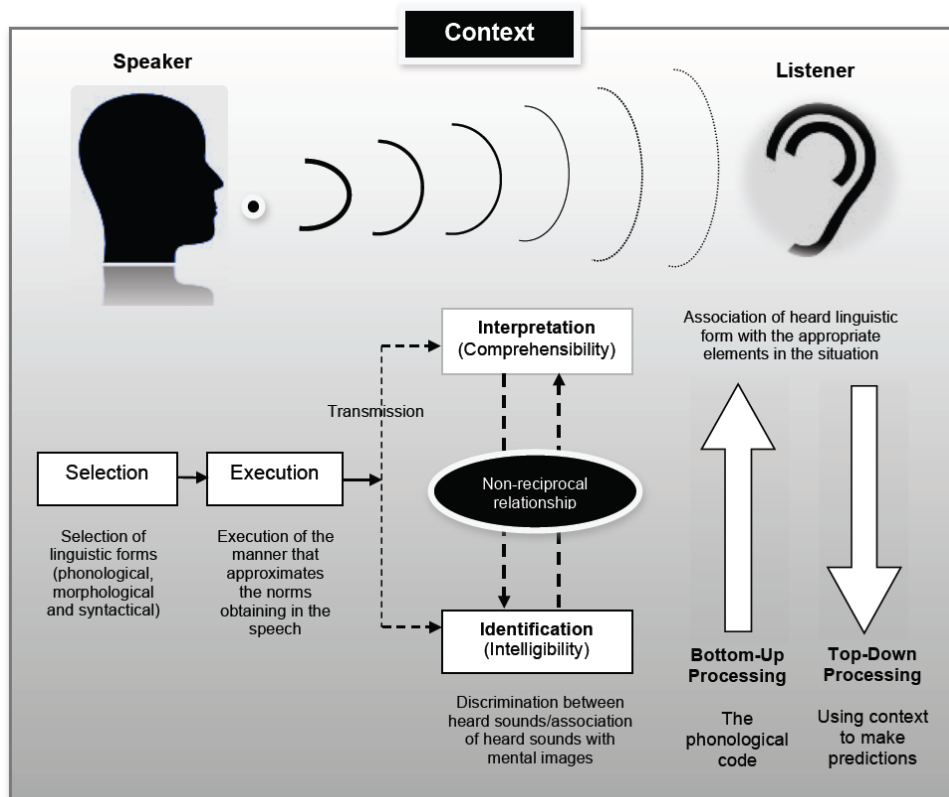 Context
Speaker
Listener
Interpretation
(Comprehensibility)
Association of heard linguistic
form with the appropriate
elements in the situation
Transmission
Selection
Execution
Non-reciprocal
relationship
Selection of
linguistic forms
(phonological,
morphological
and syntactical)
Execution of the
manner that
approximates
the norms
obtaining in the
speech
Identification
(Intelligibility)
Discrimination between
heard sounds/association
of heard sounds with
mental images
Bottom-Up
Processing
The
phonological
code
Top-Down
Processing
Using context
to make
predictions